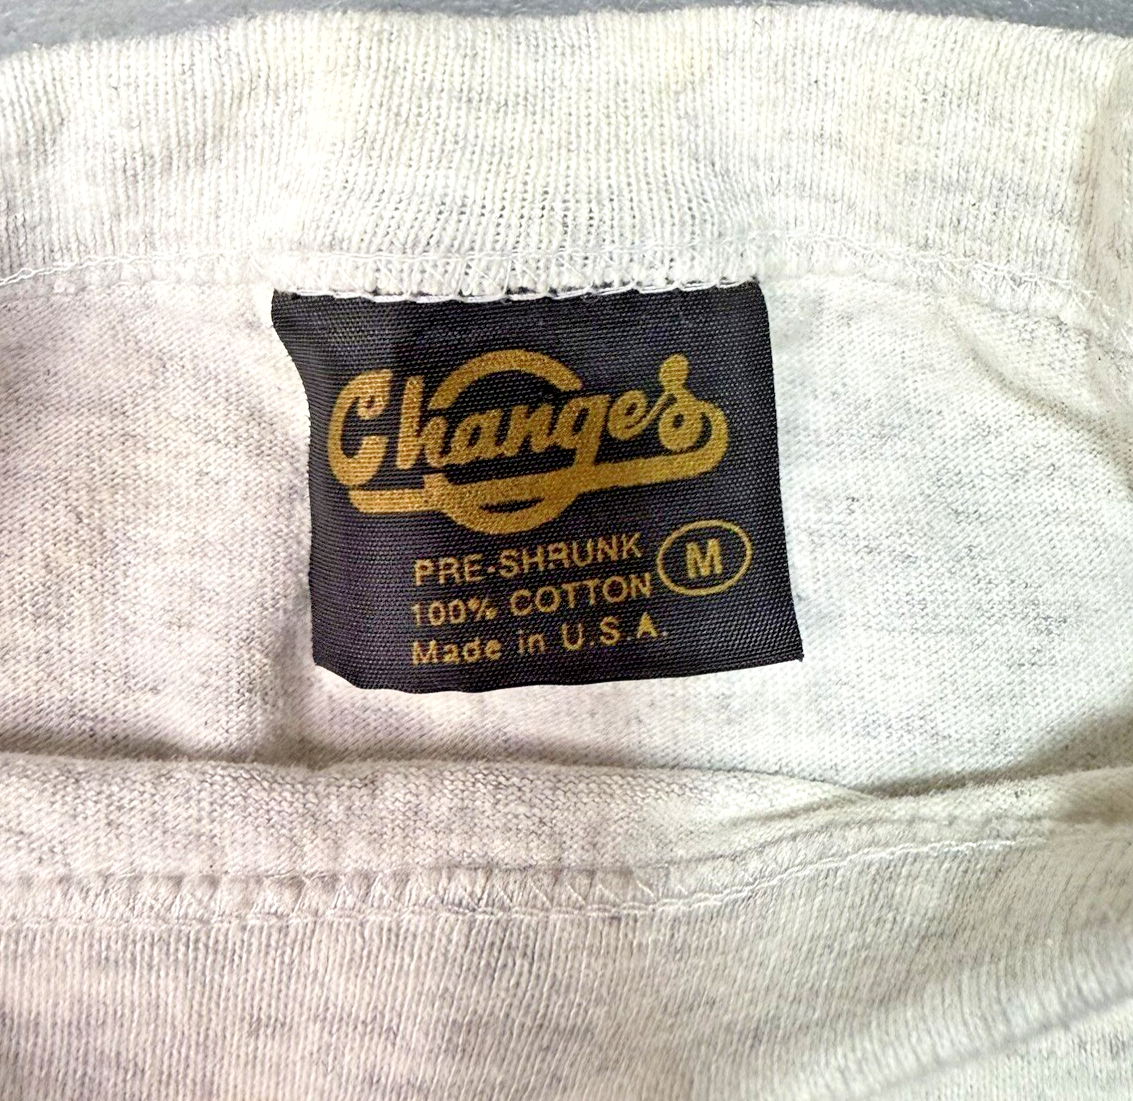 Changes
PRE-SHRUNK
100% COTTON
M
Made in U.S.A.